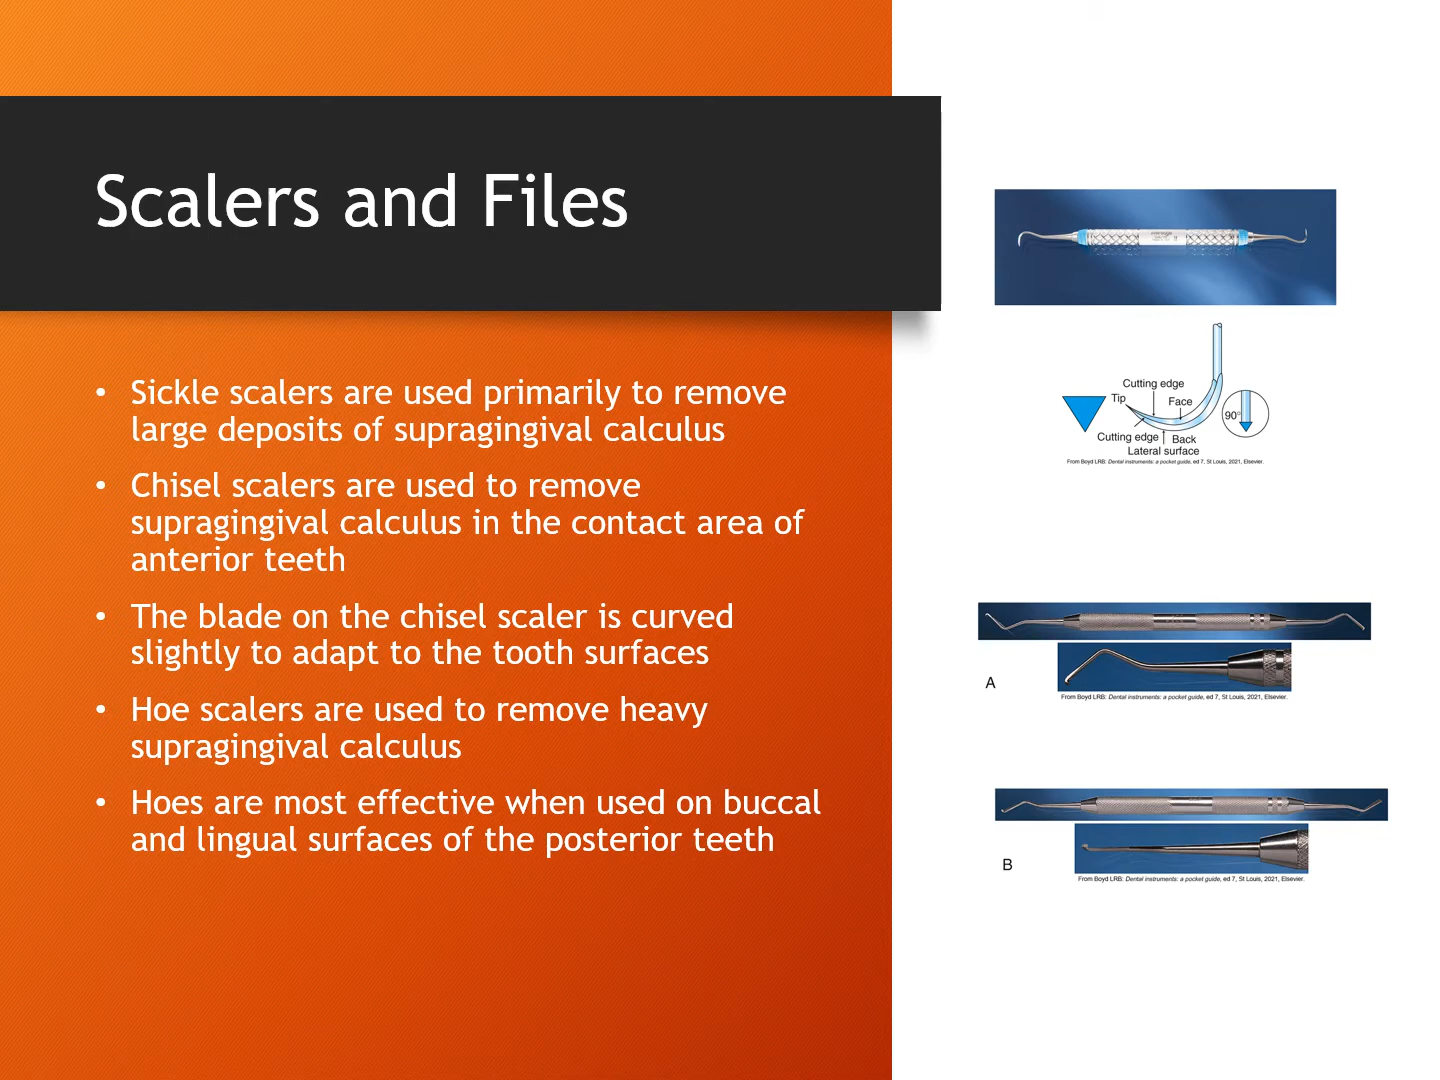 Scalers and Files
• Sickle scalers are used primarily to remove
large deposits of supragingival calculus
• Chisel scalers are used to remove
supragingival calculus in the contact area of
anterior teeth
• The blade on the chisel scaler is curved
slightly to adapt to the tooth surfaces
• Hoe scalers are used to remove heavy
supragingival calculus
• Hoes are most effective when used on buccal
and lingual surfaces of the posterior teeth
Cutting edge
Tip
Face
90°
Cutting edge
Back
Lateral surface
From Boyd LRB: Dental instruments: a pocket guide, ed 7, St Louis, 2021, Elsevier.
A
From Boyd LRB: Dental instruments: a pocket guide, ed 7, St Louis, 2021, Elsevier.
B
From Boyd LRB: Dental instruments: a pocket guide, ed 7, St Louis, 2021, Elsevier.